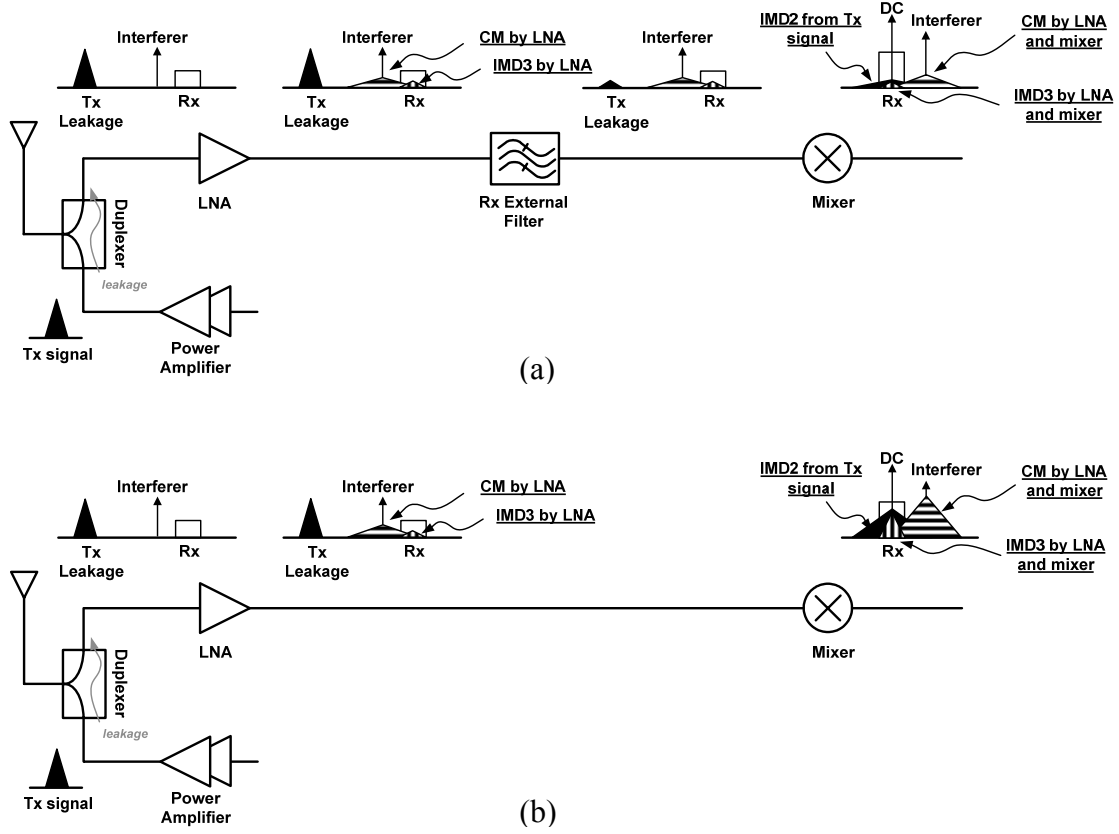 DC
IMD2 from Tx
signal
Interferer
CM by LNA
and mixer
Interferer
Interferer
CM by LNA
Interferer
IMD3 by LNA
Tx
Leakage
Rx
Tx
Leakage
Rx
Tx
Leakage
Rx
Rx
IMD3 by LNA
and mixer
LNA
Rx External
Filter
Mixer
Duplexer
leakage
Tx signal
Power
Amplifier
(a)
DC
IMD2 from Tx
signal
Interferer
CM by LNA
and mixer
Interferer
Interferer
CM by LNA
IMD3 by LNA
Tx
Leakage
Rx
Tx
Leakage
Rx
Rx
IMD3 by LNA
and mixer
LNA
Mixer
Duplexer
leakage
Tx signal
Power
Amplifier
(b)